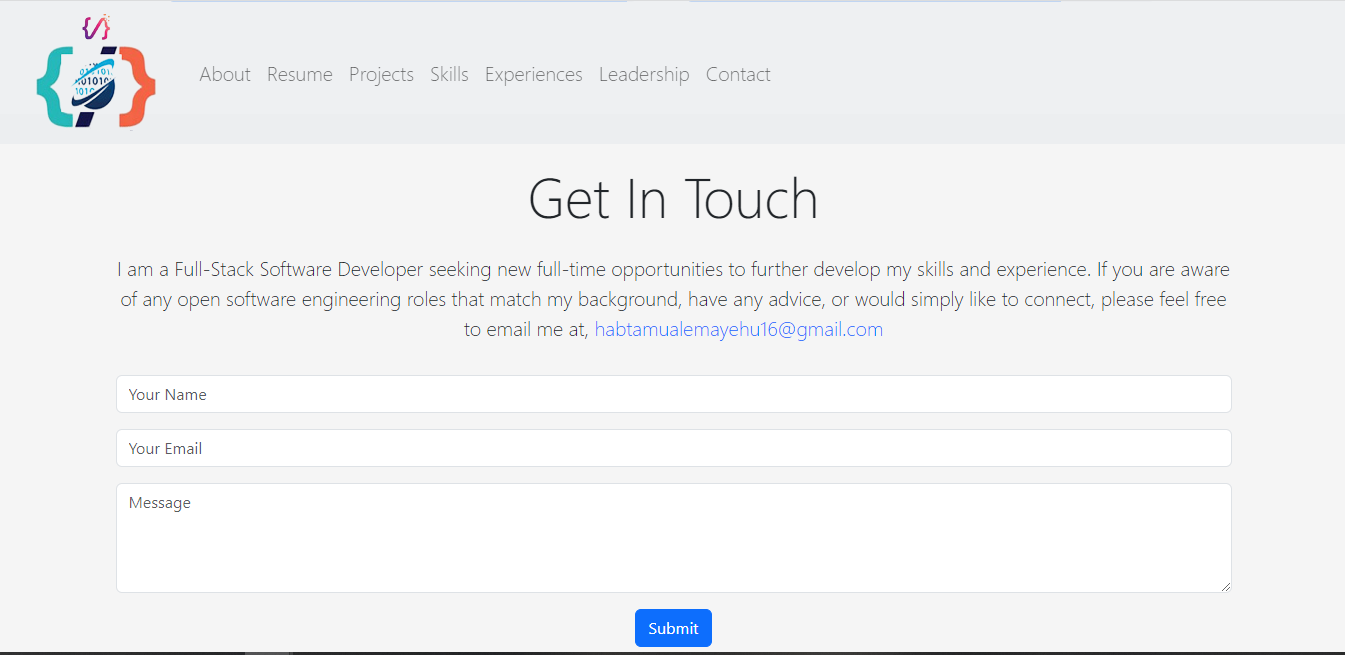 About Resume Projects Skills Experiences Leadership Contact
Get In Touch
I am a Full-Stack Software Developer seeking new full-time opportunities to further develop my skills and experience. If you are aware
of any open software engineering roles that match my background, have any advice, or would simply like to connect, please feel free
to email me at, habtamualemayehu16@gmail.com
Your Name
Your Email
Message
Submit